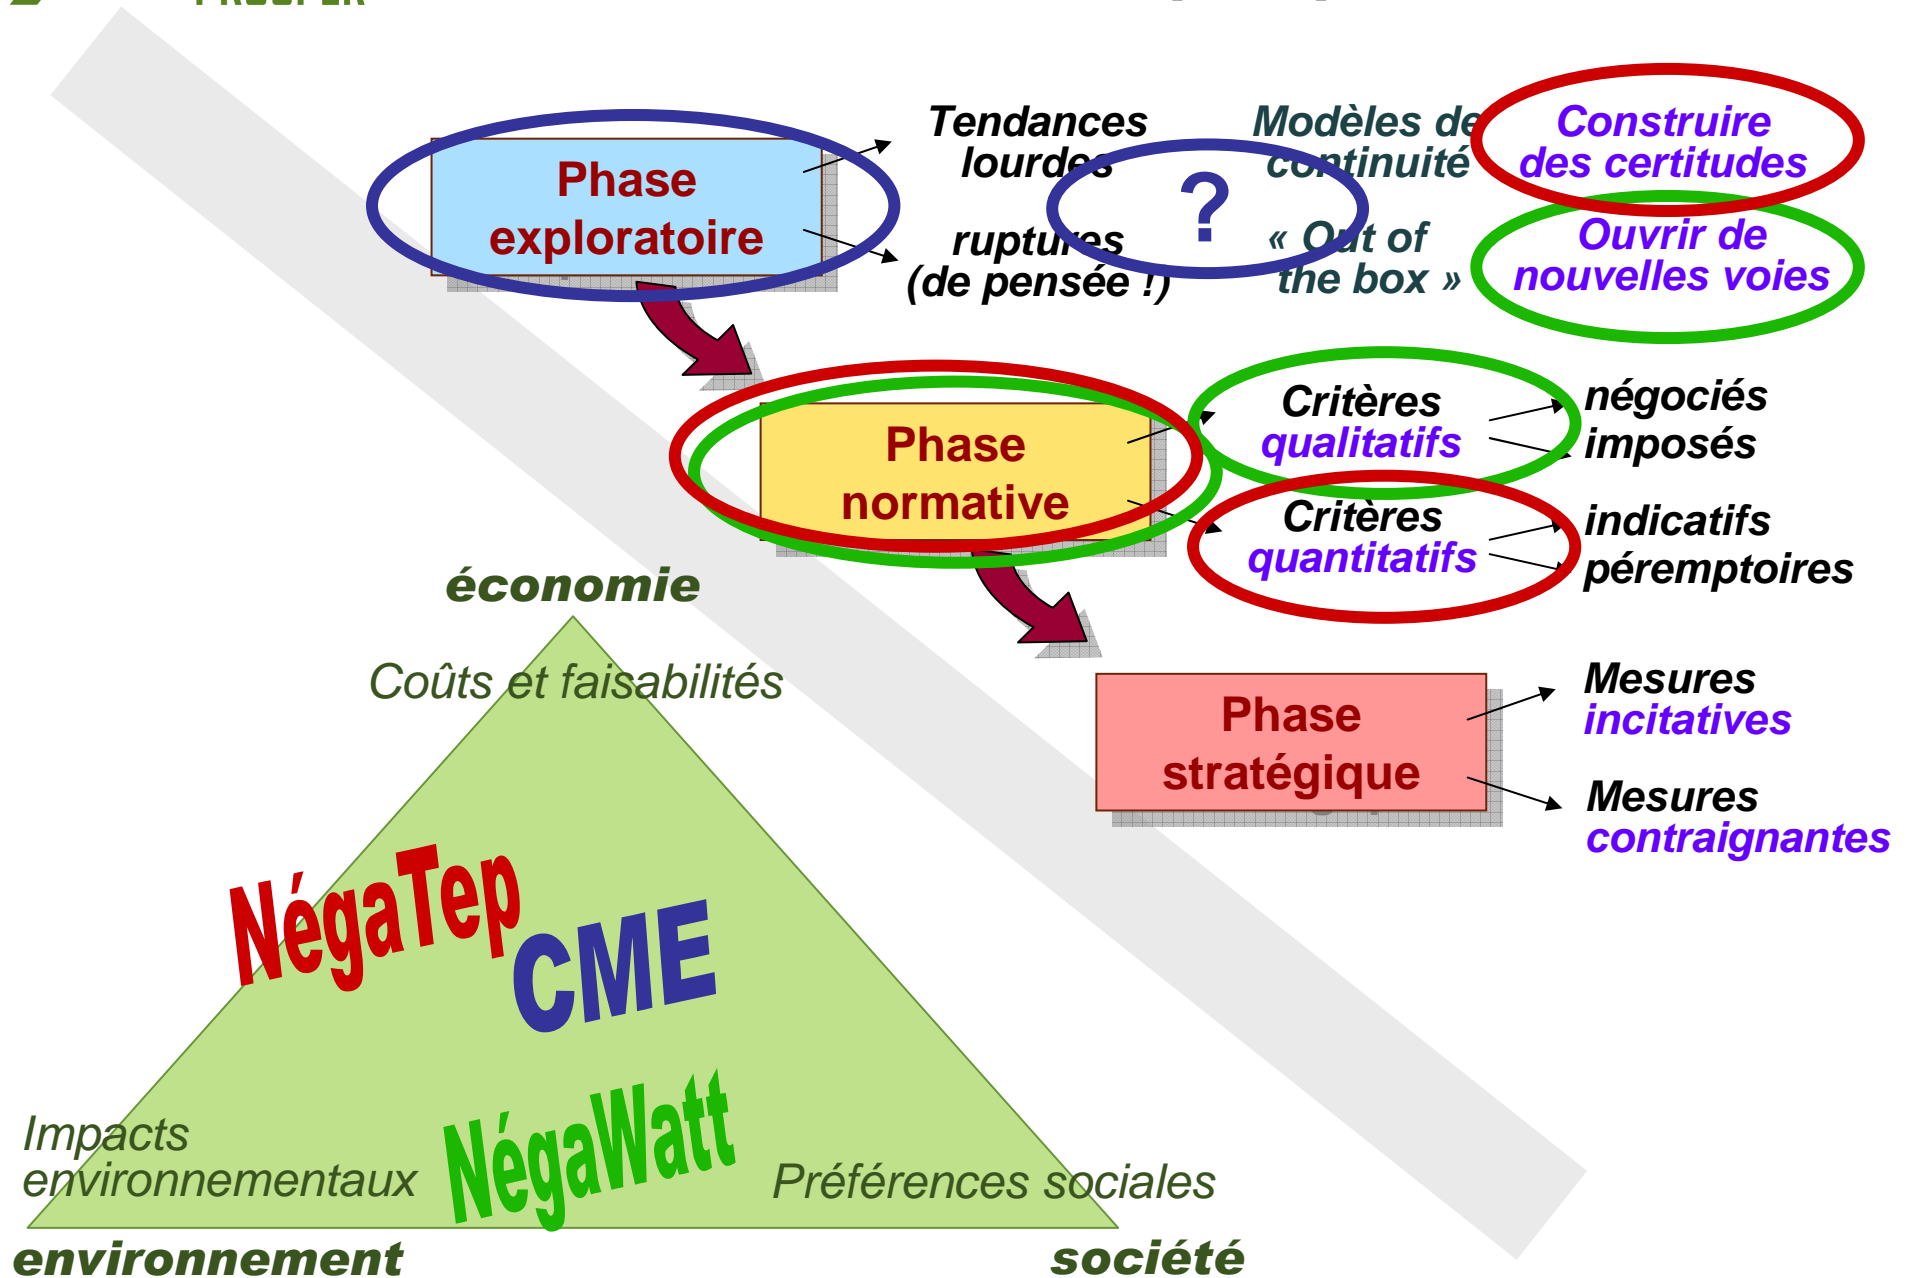 PROSPER
Tendances
lourdes
Modèles de
continuité
Construire
des certitudes
Phase
exploratoire
?
ruptures
(de pensée !)
« Out of
the box »
Ouvrir de
nouvelles voies
Phase
normative
Critères
qualitatifs
négociés
imposés
Critères
quantitatifs
indicatifs
péremptoires
économie
Coûts et faisabilités
Phase
stratégique
Mesures
incitatives
Mesures
contraignantes
NégaTep
CME
NégaWatt
Impacts
environnementaux
Préférences sociales
environnement
société